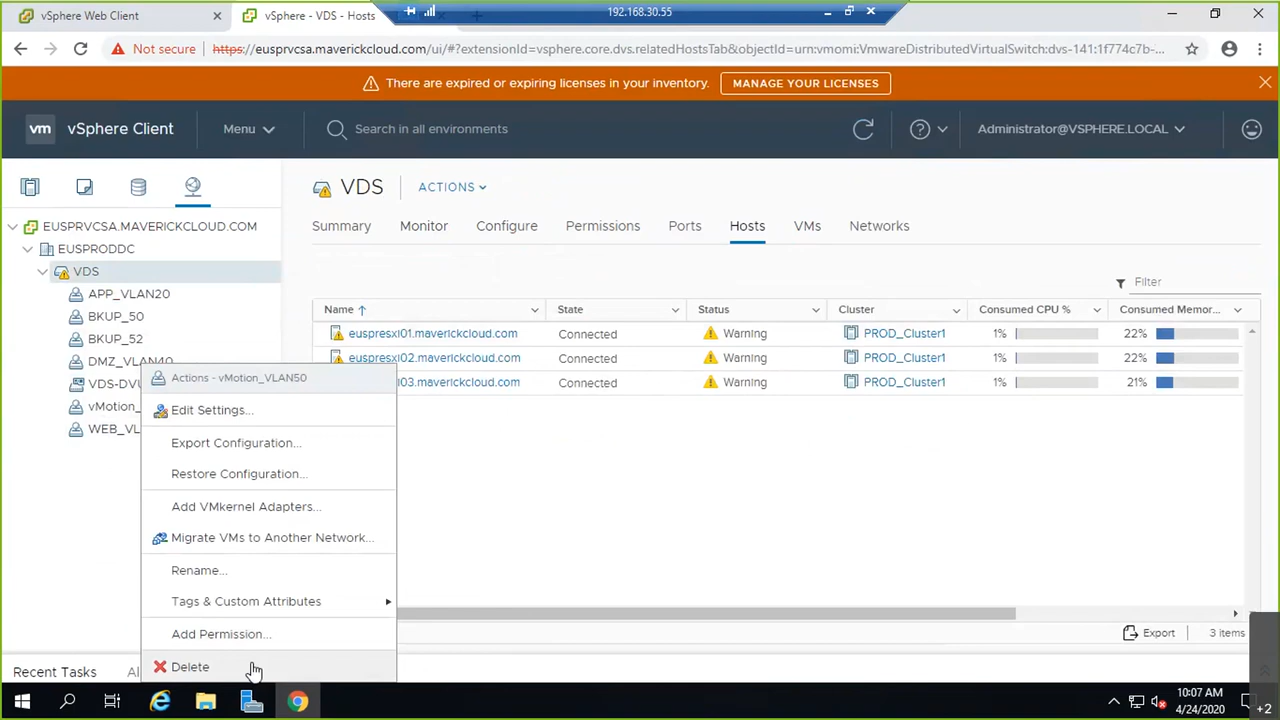 vSphere Web Client
vSphere - VDS - Hosts
192.168.30.55
Not secure
https://eusprvcsa.maverickcloud.com/ui/#?extensionId=vsphere.core.dvs.relatedHostsTab&objectId=urn:vmomi:VmwareDistributedVirtualSwitch:dvs-141:1f774c7b-...
There are expired or expiring licenses in your inventory.
MANAGE YOUR LICENSES
vm vSphere Client
Menu
Search in all environments
Administrator@VSPHERE.LOCAL
VDS
ACTIONS
Summary Monitor Configure Permissions Ports Hosts VMs Networks
EUSPRVCSA.MAVERICKCLOUD.COM
EUSPRODDC
VDS
APP_VLAN20
BKUP_50
BKUP_52
DMZ_VLAN40
VDS-DVU
vMotion_
WEB_VL
Filter
Name State Status Cluster Consumed CPU % Consumed Memor...
euspresxi01.maverickcloud.com Connected Warning PROD_Cluster1 1% 22%
euspresxi02.maverickcloud.com Connected Warning PROD_Cluster1 1% 22%
i03.maverickcloud.com Connected Warning PROD_Cluster1 1% 21%
Actions - vMotion_VLAN50
Edit Settings...
Export Configuration...
Restore Configuration...
Add VMkernel Adapters...
Migrate VMs to Another Network...
Rename...
Tags & Custom Attributes
Add Permission...
Delete
Export 3 items
Recent Tasks Al
10:07 AM
4/24/2020
+2